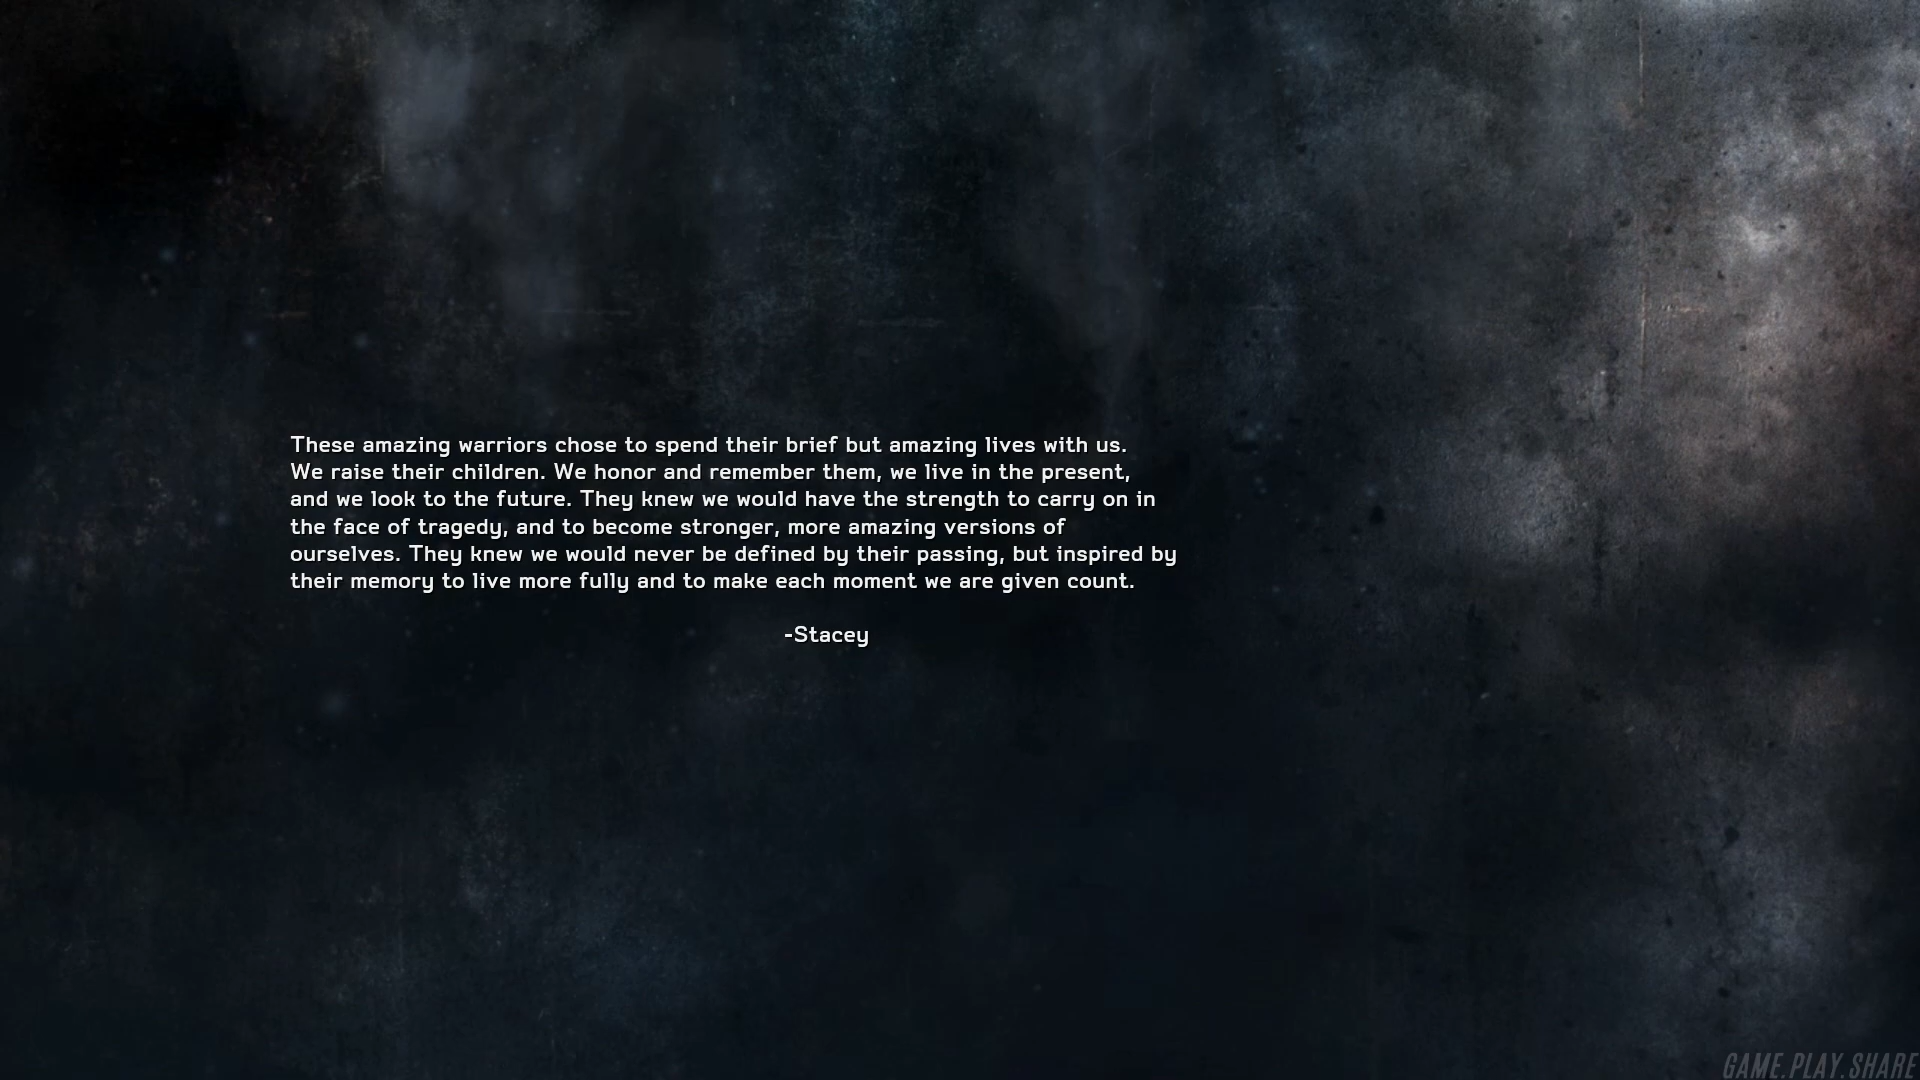 These amazing warriors chose to spend their brief but amazing lives with us.
We raise their children. We honor and remember them, we live in the present,
and we look to the future. They knew we would have the strength to carry on in
the face of tragedy, and to become stronger, more amazing versions of
ourselves. They knew we would never be defined by their passing, but inspired by
their memory to live more fully and to make each moment we are given count.
-Stacey
GAME.PLAY.SHARE